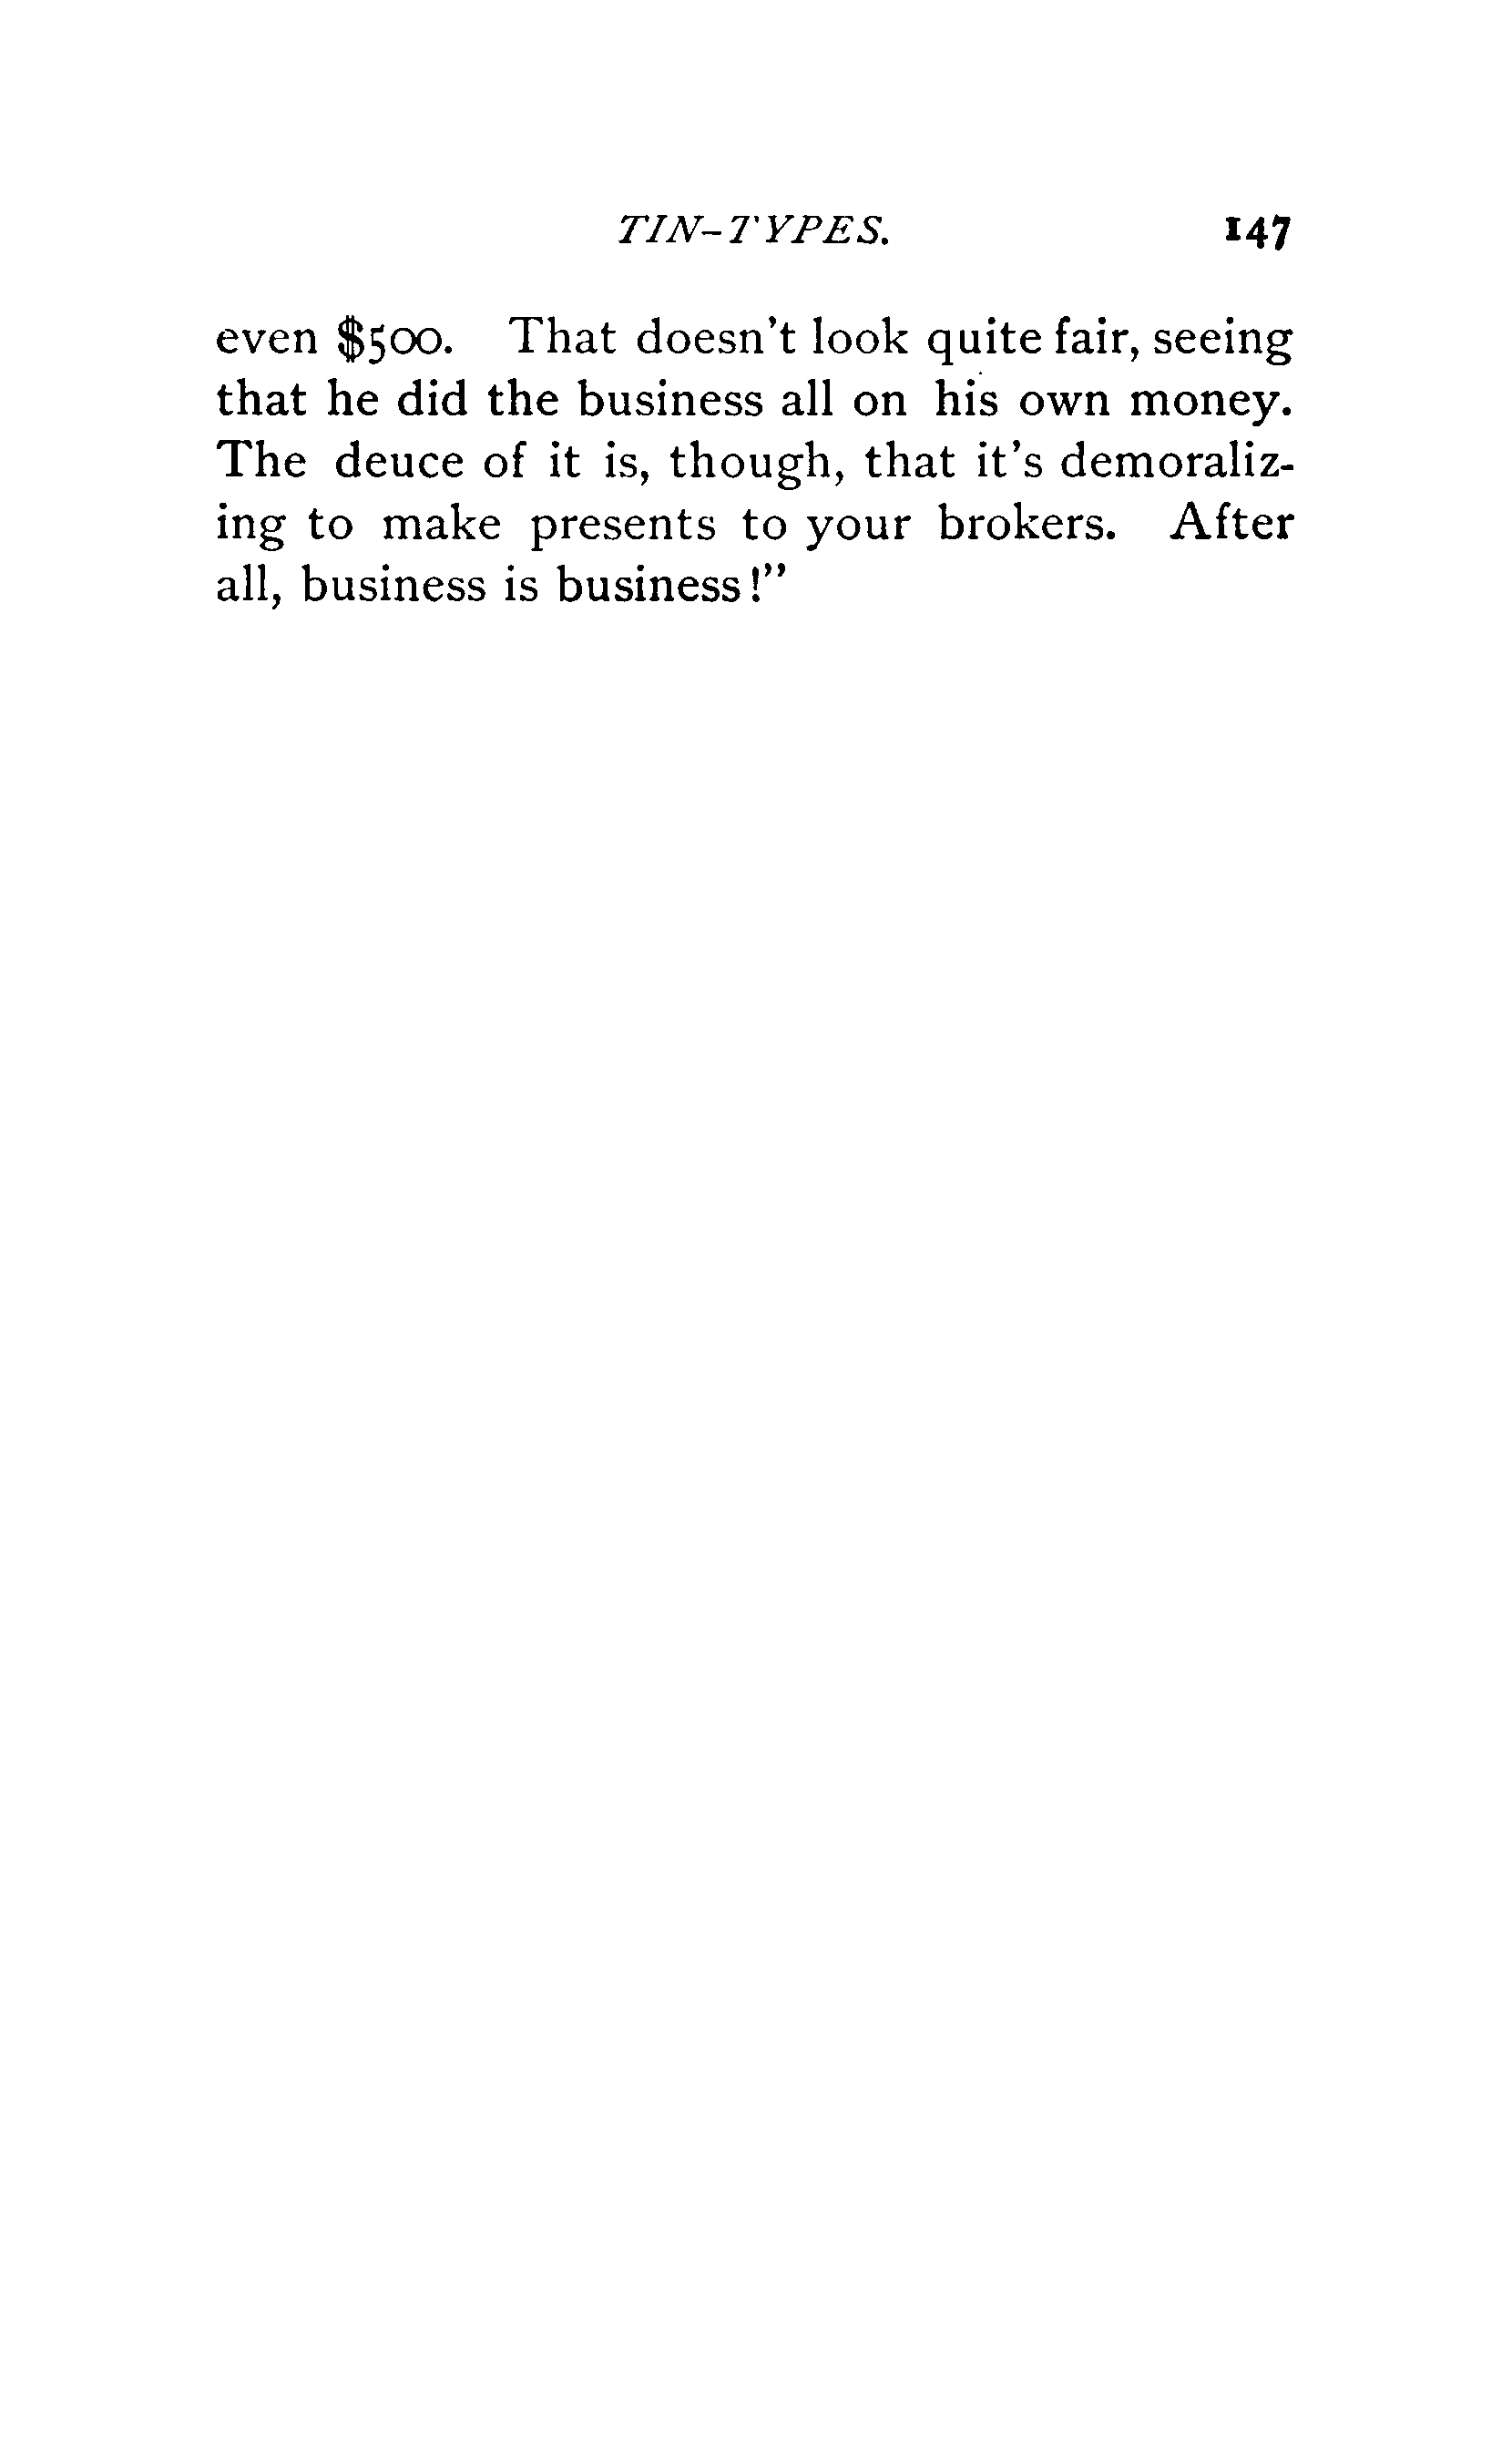 TIN-TYPES. 147
even $500. That doesn't look quite fair, seeing
that he did the business all on his own money.
The deuce of it is, though, that it's demoraliz-
ing to make presents to your brokers. After
all, business is business!"